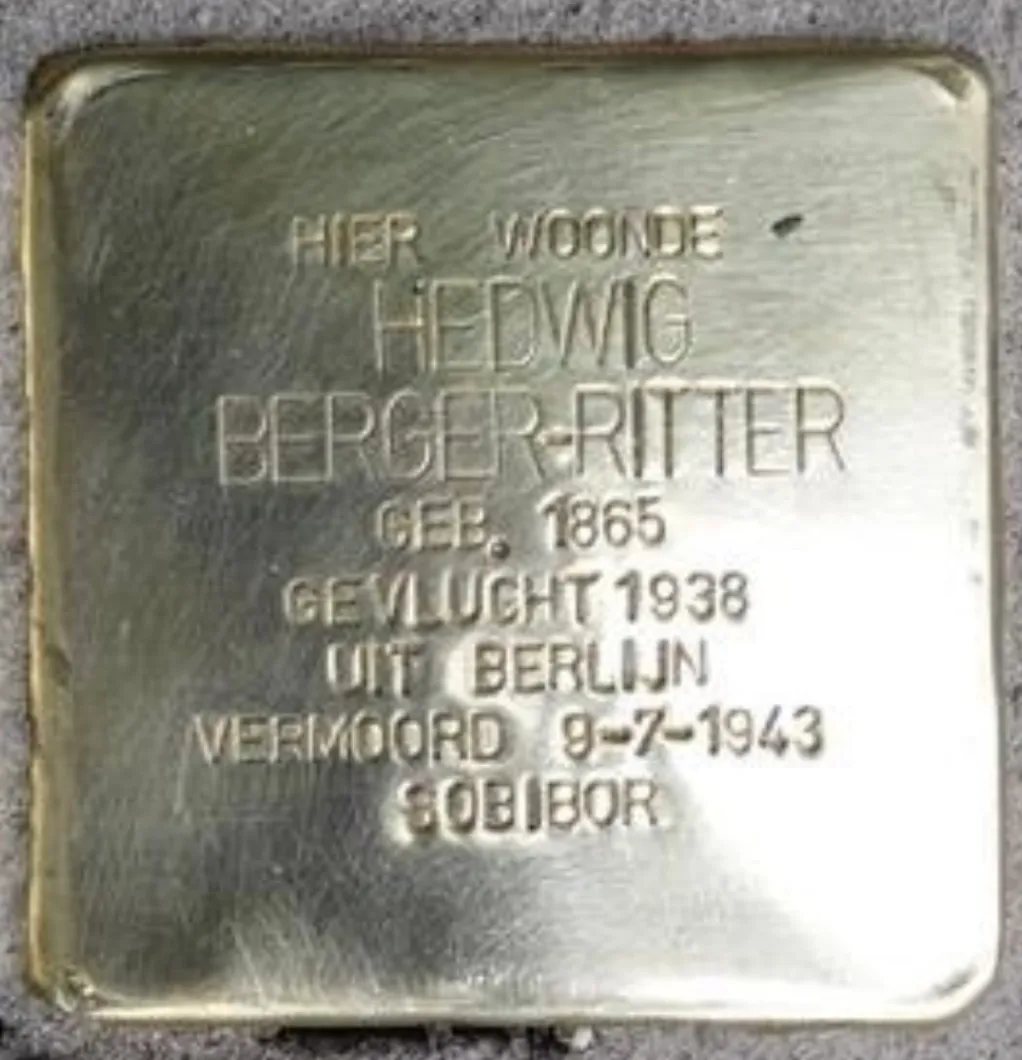 HIER WOONDE
HEDWIG
BERGER-RITTER
GEB. 1865
GEVLUCHT 1938
UIT BERLIJN
VERMOORD 9-7-1943
SOBIBOR